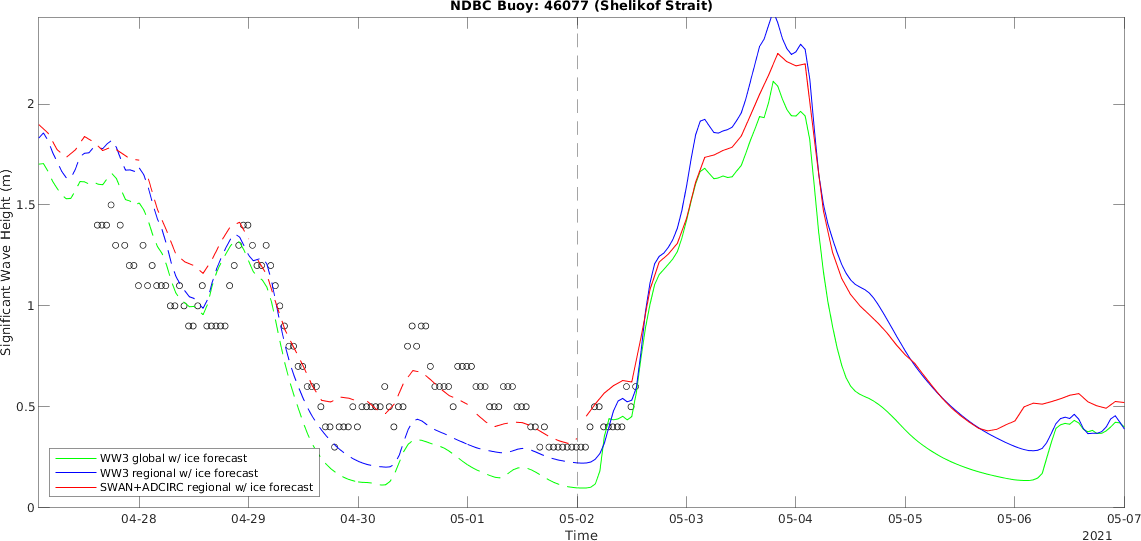 NDBC Buoy: 46077 (Shelikof Strait)
Significant Wave Height (m)
2
1.5
1
0.5
0
WW3 global w/ ice forecast
WW3 regional w/ ice forecast
SWAN+ADCIRC regional w/ ice forecast
04-28 04-29 04-30 05-01 05-02 05-03 05-04 05-05 05-06 05-07
Time
2021